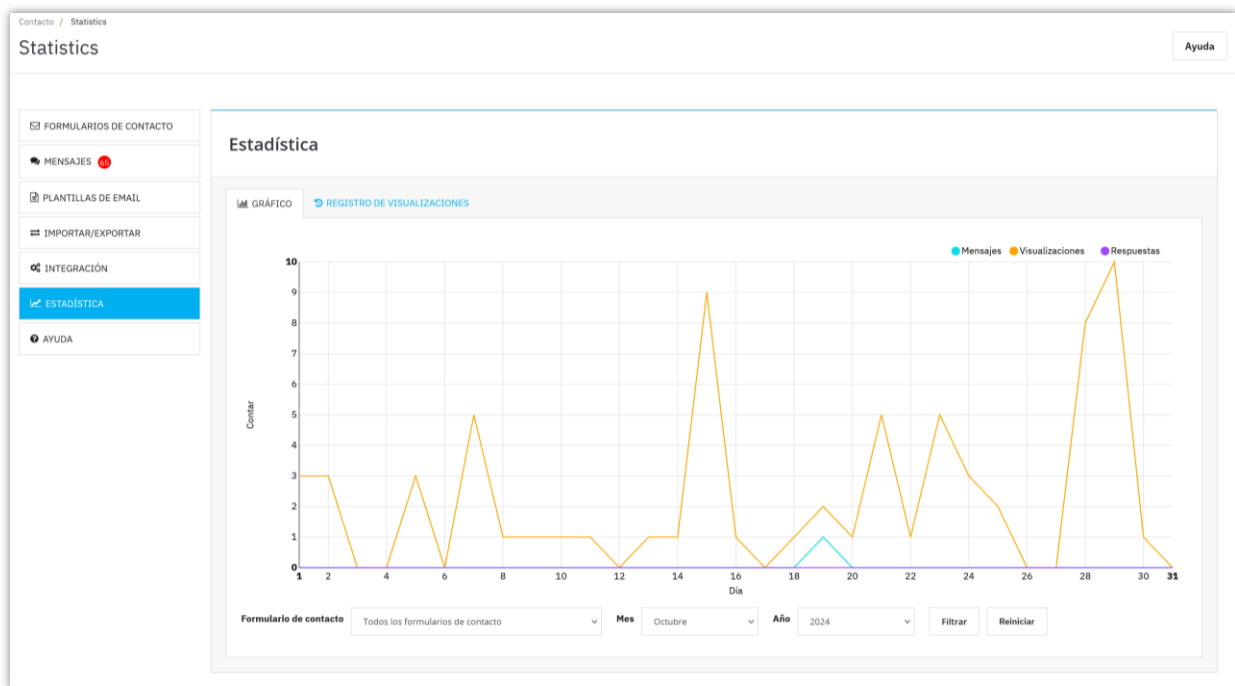 Contacto / Statistics
Statistics
Ayuda
FORMULARIOS DE CONTACTO
MENSAJES 65
PLANTILLAS DE EMAIL
IMPORTAR/EXPORTAR
INTEGRACIÓN
ESTADÍSTICA
AYUDA
Estadística
GRÁFICO REGISTRO DE VISUALIZACIONES
Mensajes Visualizaciones Respuestas
10
9
8
7
6
5
4
3
2
1
0
Contar
1 2 4 6 8 10 12 14 16 18 20 22 24 26 28 30 31
Día
Formulario de contacto Todos los formularios de contacto Mes Octubre Año 2024 Filtrar Reiniciar